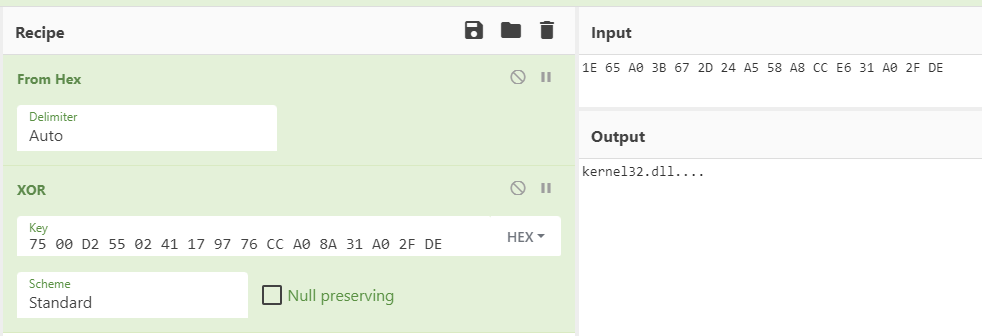 Recipe
From Hex
Delimiter
Auto
XOR
Key
75 00 D2 55 02 41 17 97 76 CC A0 8A 31 A0 2F DE
HEX
Scheme
Standard
Null preserving
Input
1E 65 A0 3B 67 2D 24 A5 58 A8 CC E6 31 A0 2F DE
Output
kernel32.dll....